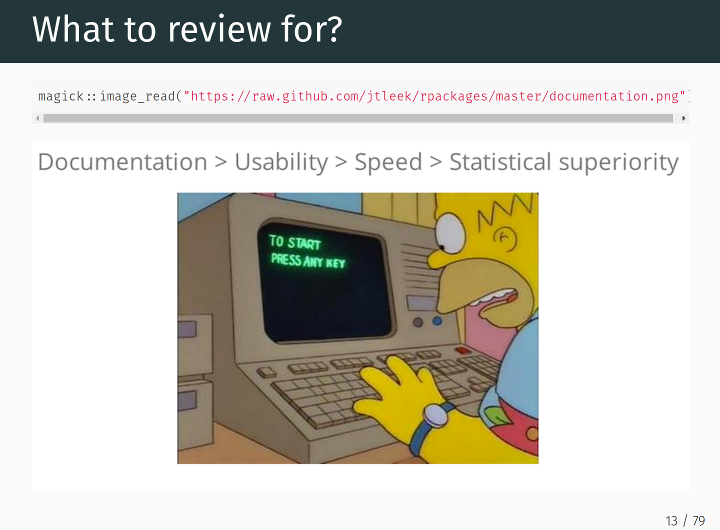 What to review for?
magick::image_read("https://raw.github.com/jtleek/rpackages/master/documentation.png")
Documentation > Usability > Speed > Statistical superiority
TO START
PRESS ANY KEY
13 / 79